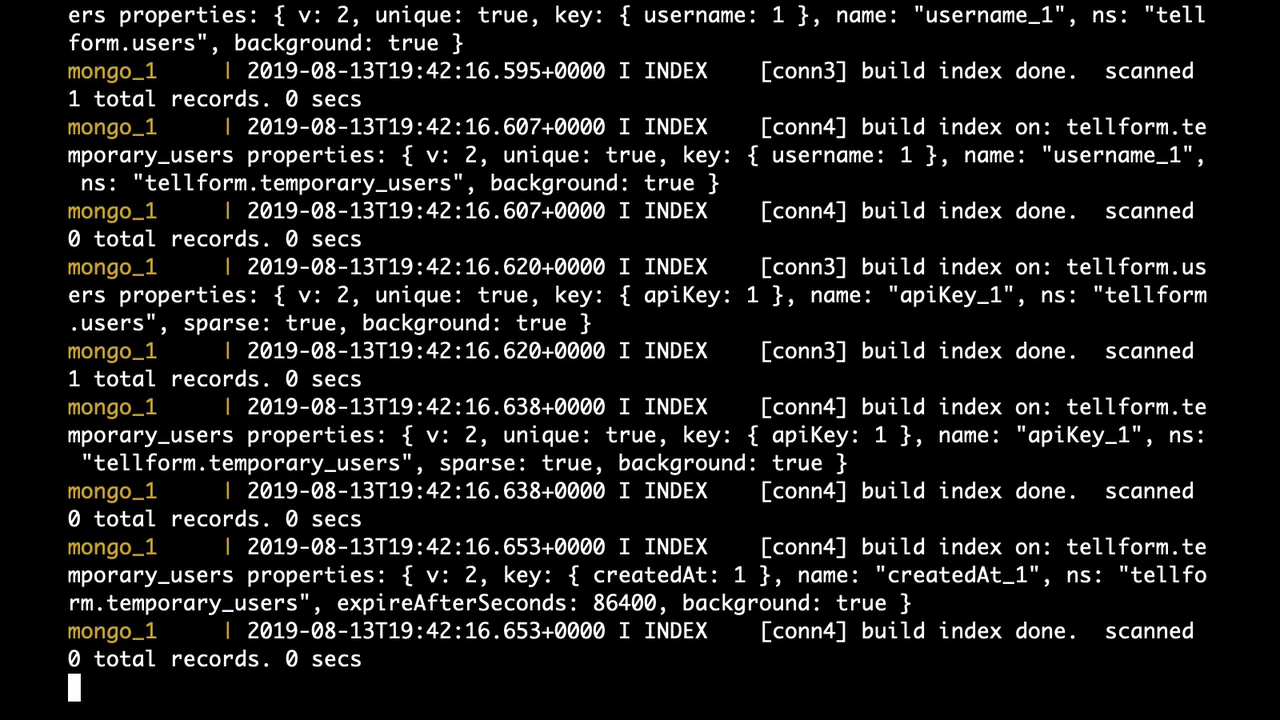 ers properties: { v: 2, unique: true, key: { username: 1 }, name: "username_1", ns: "tell
form.users", background: true }
mongo_1      | 2019-08-13T19:42:16.595+0000 I INDEX    [conn3] build index done.  scanned
1 total records. 0 secs
mongo_1      | 2019-08-13T19:42:16.607+0000 I INDEX    [conn4] build index on: tellform.te
mporary_users properties: { v: 2, unique: true, key: { username: 1 }, name: "username_1",
 ns: "tellform.temporary_users", background: true }
mongo_1      | 2019-08-13T19:42:16.607+0000 I INDEX    [conn4] build index done.  scanned
0 total records. 0 secs
mongo_1      | 2019-08-13T19:42:16.620+0000 I INDEX    [conn3] build index on: tellform.us
ers properties: { v: 2, unique: true, key: { apiKey: 1 }, name: "apiKey_1", ns: "tellform
.users", sparse: true, background: true }
mongo_1      | 2019-08-13T19:42:16.620+0000 I INDEX    [conn3] build index done.  scanned
1 total records. 0 secs
mongo_1      | 2019-08-13T19:42:16.638+0000 I INDEX    [conn4] build index on: tellform.te
mporary_users properties: { v: 2, unique: true, key: { apiKey: 1 }, name: "apiKey_1", ns:
 "tellform.temporary_users", sparse: true, background: true }
mongo_1      | 2019-08-13T19:42:16.638+0000 I INDEX    [conn4] build index done.  scanned
0 total records. 0 secs
mongo_1      | 2019-08-13T19:42:16.653+0000 I INDEX    [conn4] build index on: tellform.te
mporary_users properties: { v: 2, key: { createdAt: 1 }, name: "createdAt_1", ns: "tellfo
rm.temporary_users", expireAfterSeconds: 86400, background: true }
mongo_1      | 2019-08-13T19:42:16.653+0000 I INDEX    [conn4] build index done.  scanned
0 total records. 0 secs